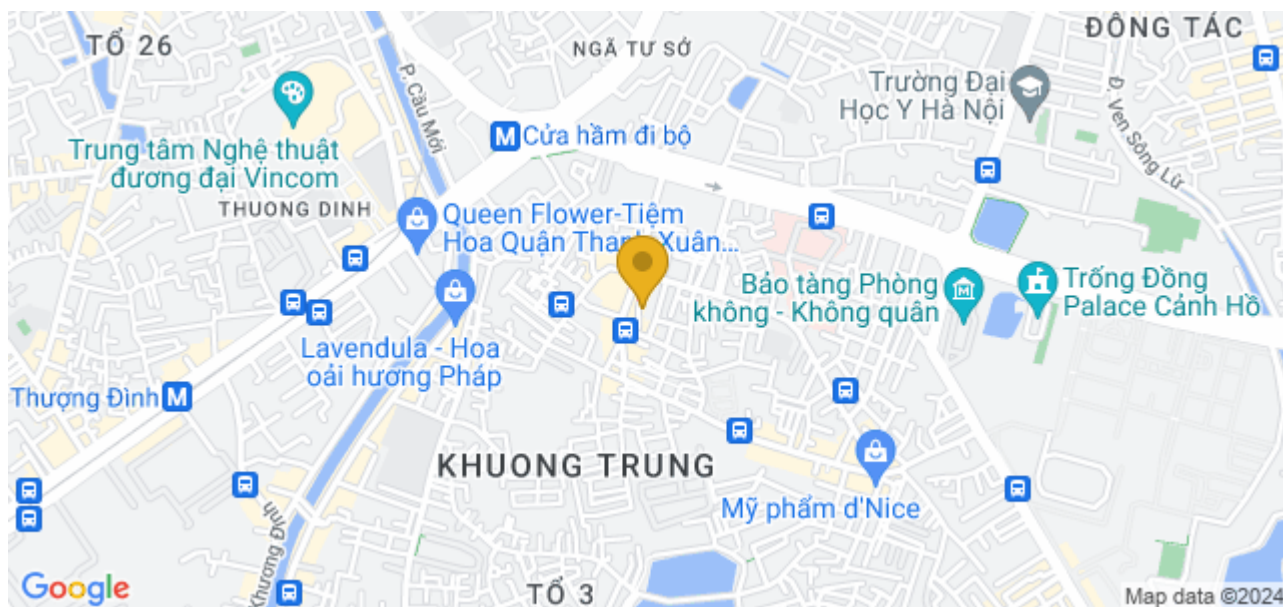 TỔ 26
NGÃ TƯ SỞ
ĐÔNG TÁC
P. Cầu Mới
Trường Đại
Học Y Hà Nội
Đ. Ven Sông Lừ
Trung tâm Nghệ thuật
đương đại Vincom
Cửa hầm đi bộ
THUONG DINH
Queen Flower-Tiệm
Hoa Quận Thanh Xuân...
Bảo tàng Phòng
không - Không quân
Trống Đồng
Palace Cảnh Hồ
Lavendula - Hoa
oải hương Pháp
Thượng Đình
KHUONG TRUNG
Mỹ phẩm d'Nice
Khương Đình
TỔ 3
Google
Map data ©2024